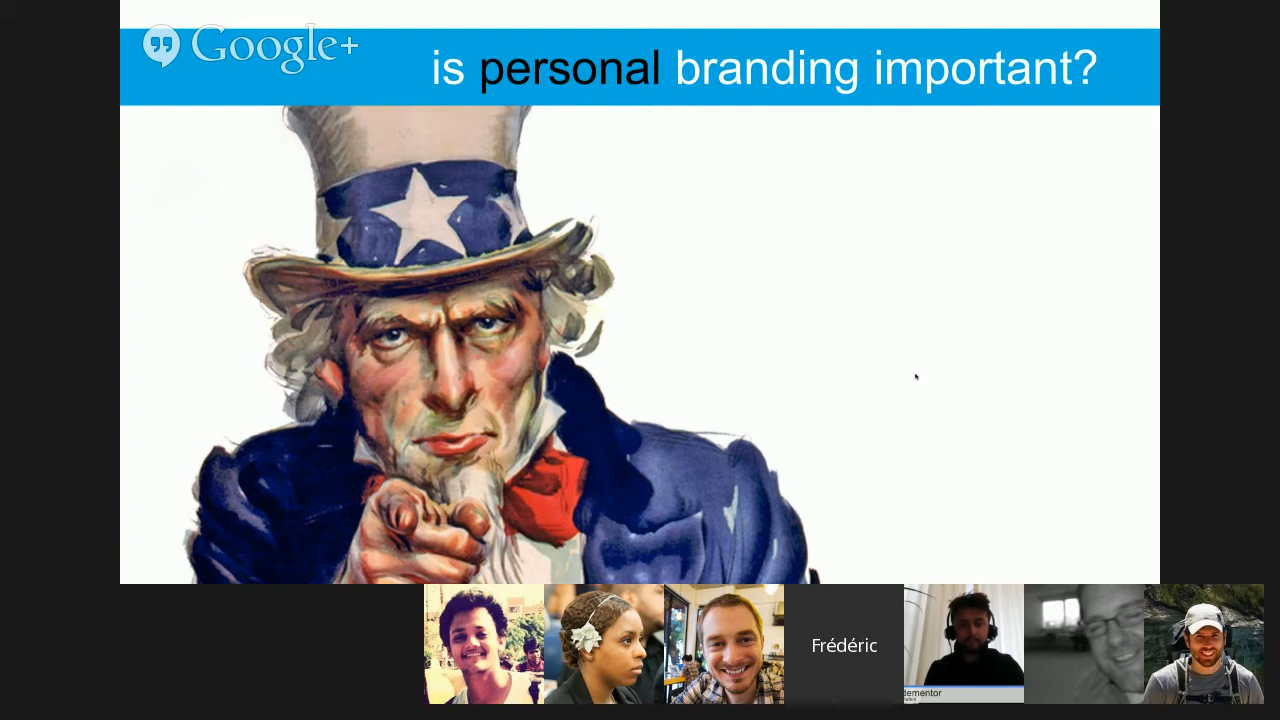 Google+
is personal branding important?
Frédéric
dementor